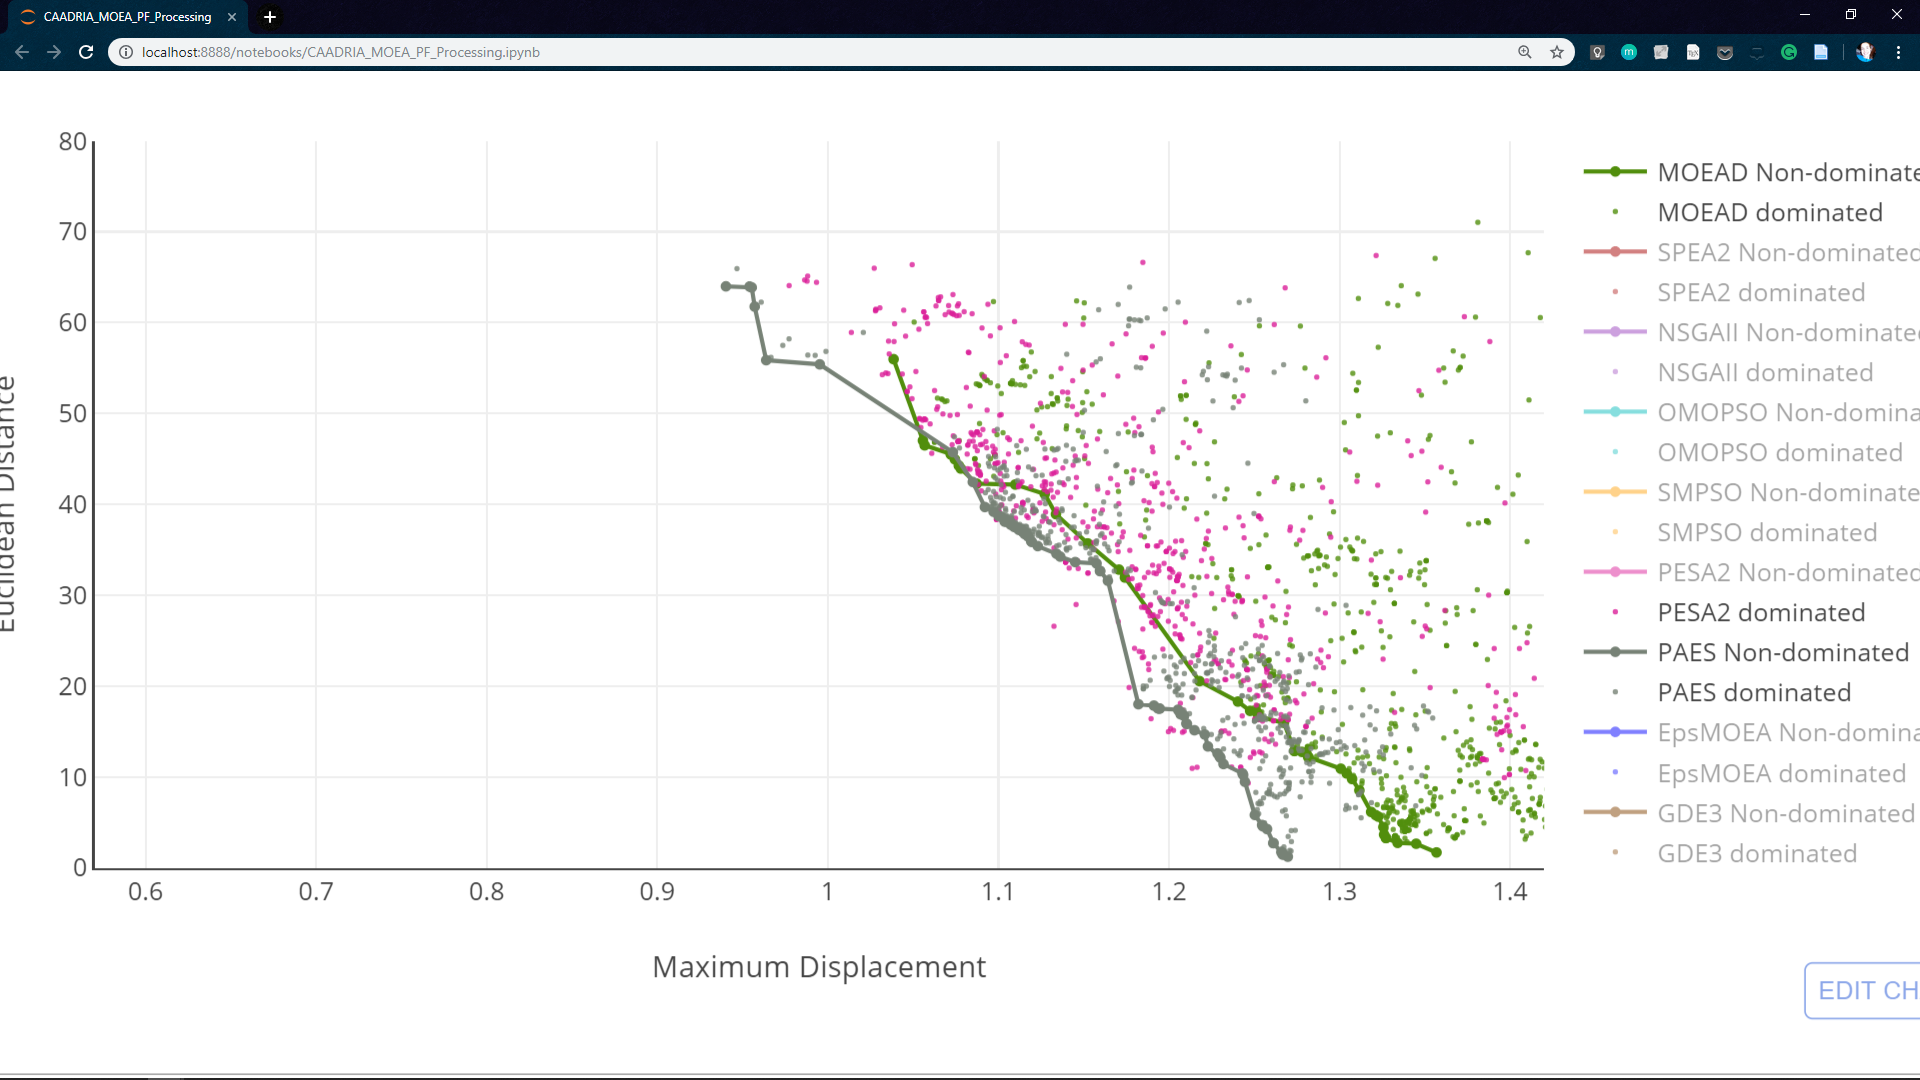 CAADRIA_MOEA_PF_Processing
localhost:8888/notebooks/CAADRIA_MOEA_PF_Processing.ipynb
80
70
60
50
40
30
20
10
0
Euclidean Distance
0.6 0.7 0.8 0.9 1 1.1 1.2 1.3 1.4
Maximum Displacement
MOEAD Non-dominate
MOEAD dominated
SPEA2 Non-dominated
SPEA2 dominated
NSGAII Non-dominate
NSGAII dominated
OMOPSO Non-domina
OMOPSO dominated
SMPSO Non-dominate
SMPSO dominated
PESA2 Non-dominated
PESA2 dominated
PAES Non-dominated
PAES dominated
EpsMOEA Non-domina
EpsMOEA dominated
GDE3 Non-dominated
GDE3 dominated
EDIT CH